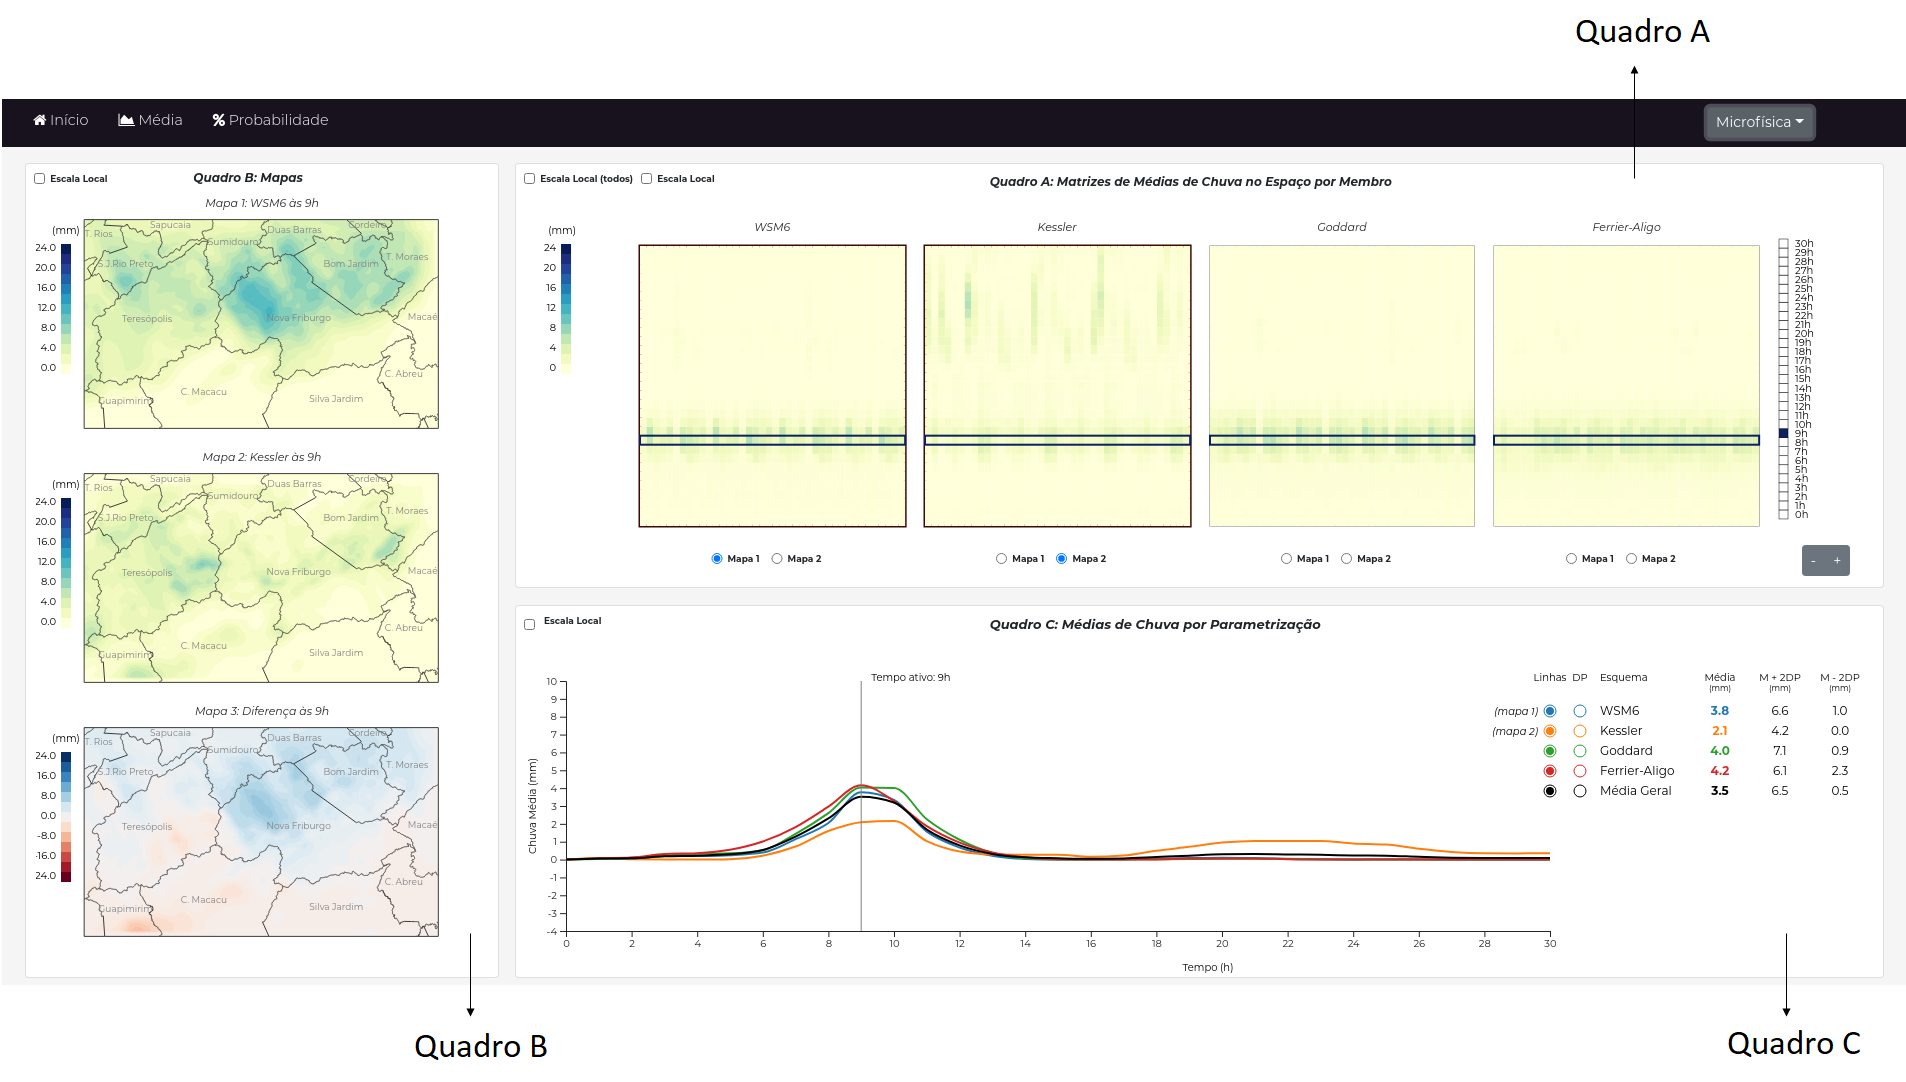 Quadro A
Início Média Probabilidade Microfísica
Escala Local
Quadro B: Mapas
Mapa 1: WSM6 às 9h
(mm)
24.0
20.0
16.0
12.0
8.0
4.0
0.0
T. Rios
Sapucaia
Sumidouro
Duas Barras
Cordeiro
S.J.Rio Preto
Bom Jardim
T. Moraes
Teresópolis
Nova Friburgo
Macaé
C. Abreu
C. Macacu
Guapimirim
Silva Jardim
Mapa 2: Kessler às 9h
(mm)
24.0
20.0
16.0
12.0
8.0
4.0
0.0
T. Rios
Sapucaia
Sumidouro
Duas Barras
Cordeiro
S.J.Rio Preto
Bom Jardim
T. Moraes
Teresópolis
Nova Friburgo
Macaé
C. Abreu
C. Macacu
Guapimirim
Silva Jardim
Mapa 3: Diferença às 9h
(mm)
24.0
16.0
8.0
0.0
-8.0
-16.0
24.0
T. Rios
Sapucaia
Sumidouro
Duas Barras
Cordeiro
S.J.Rio Preto
Bom Jardim
T. Moraes
Teresópolis
Nova Friburgo
Macaé
C. Abreu
C. Macacu
Guapimirim
Silva Jardim
Escala Local (todos) Escala Local
Quadro A: Matrizes de Médias de Chuva no Espaço por Membro
(mm)
24
20
16
12
8
4
0
WSM6 Kessler Goddard Ferrier-Aligo
30h
29h
28h
27h
26h
25h
24h
23h
22h
21h
20h
19h
18h
17h
16h
15h
14h
13h
12h
11h
10h
9h
8h
7h
6h
5h
4h
3h
2h
1h
0h
Mapa 1 Mapa 2 Mapa 1 Mapa 2 Mapa 1 Mapa 2 Mapa 1 Mapa 2
- +
Escala Local
Quadro C: Médias de Chuva por Parametrização
Tempo ativo: 9h
Chuva Média (mm)
10
9
8
7
6
5
4
3
2
1
0
-1
-2
-3
-4
0 2 4 6 8 10 12 14 16 18 20 22 24 26 28 30
Tempo (h)
Linhas DP Esquema Média M + 2DP M - 2DP
(mm) (mm) (mm)
(mapa 1) WSM6 3.8 6.6 1.0
(mapa 2) Kessler 2.1 4.2 0.0
Goddard 4.0 7.1 0.9
Ferrier-Aligo 4.2 6.1 2.3
Média Geral 3.5 6.5 0.5
Quadro B
Quadro C